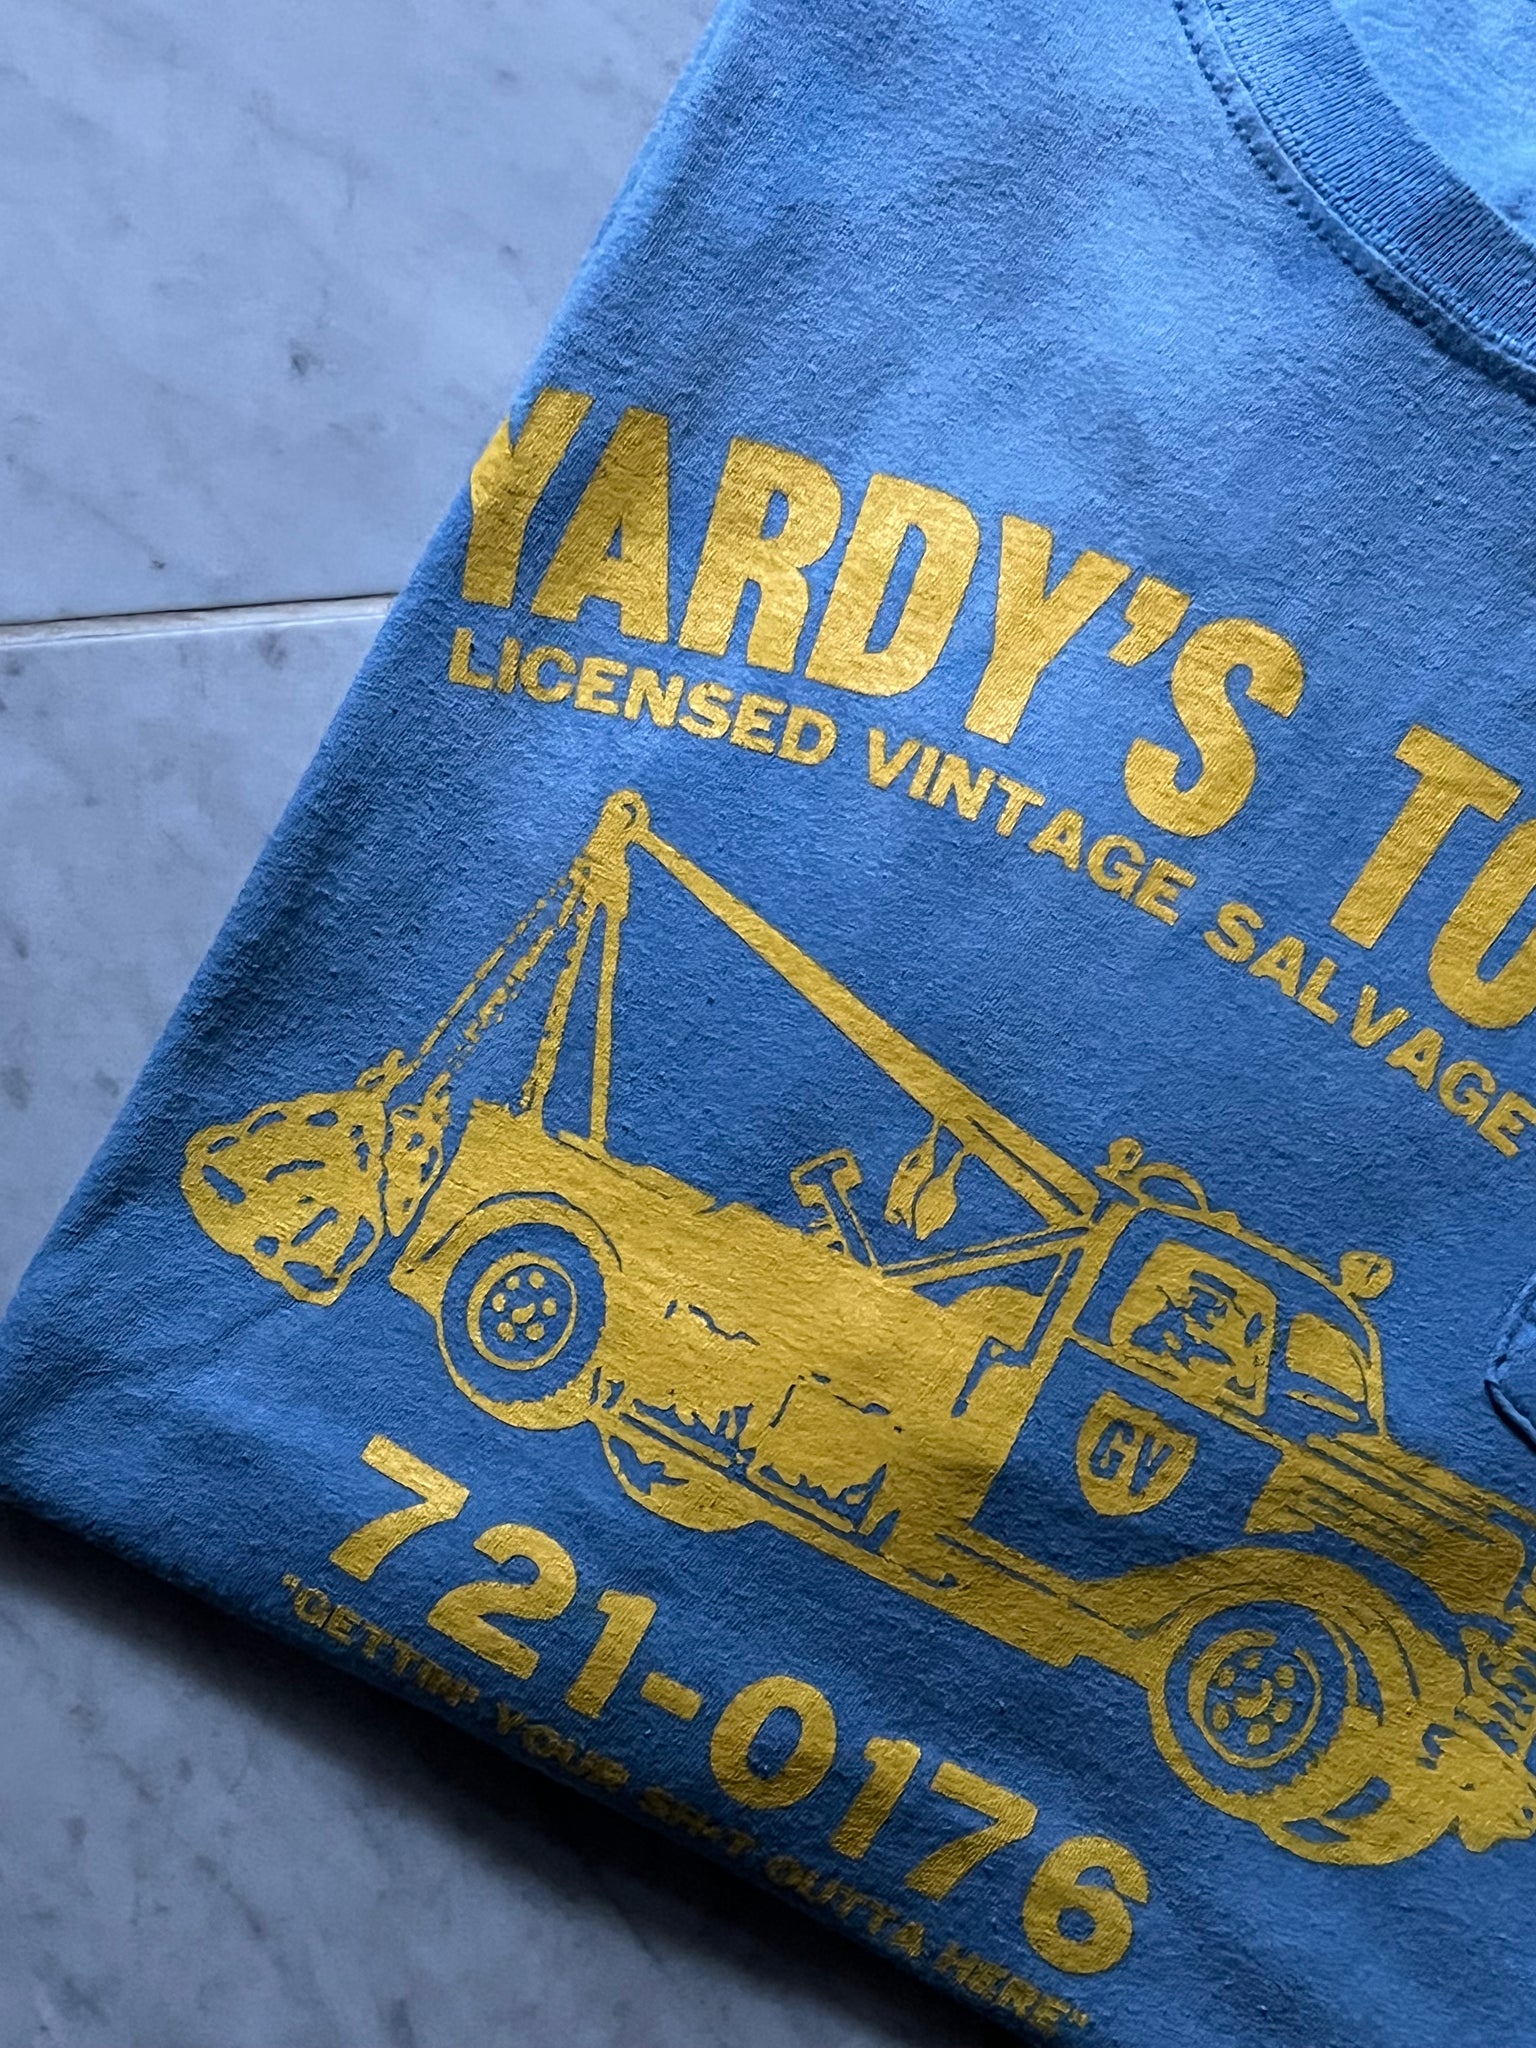 YARDY'S TO
LICENSED VINTAGE SALVAGE
GV
721-0176
"GETTIN' YOUR SH*T OUTTA HERE"